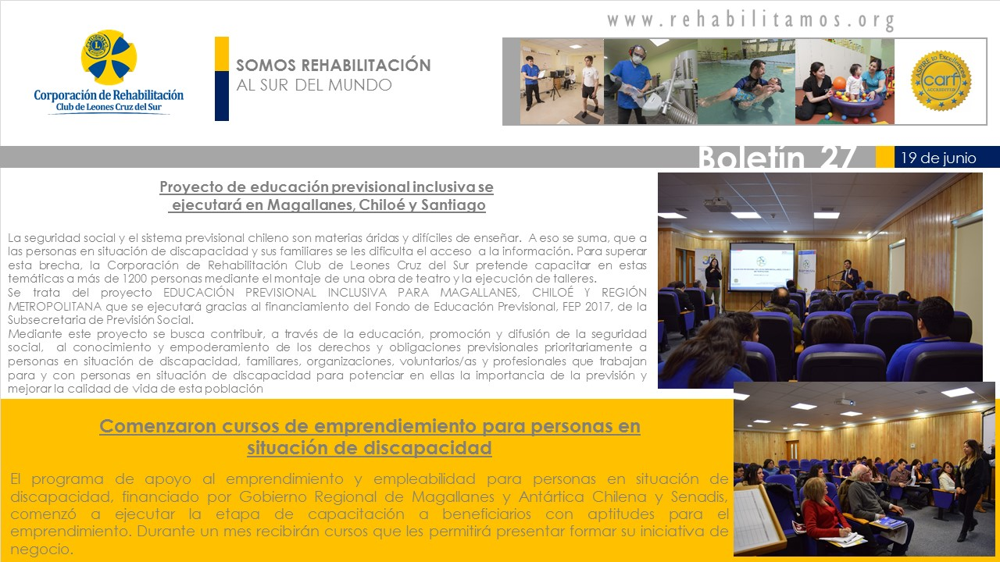 www.rehabilitamos.org
Corporación de Rehabilitación
Club de Leones Cruz del Sur
SOMOS REHABILITACIÓN
AL SUR DEL MUNDO
ASPIRE to Excellence
carf
ACCREDITED
Boletín 27
19 de junio
Proyecto de educación previsional inclusiva se
ejecutará en Magallanes, Chiloé y Santiago
La seguridad social y el sistema previsional chileno son materias áridas y difíciles de enseñar. A eso se suma, que a
las personas en situación de discapacidad y sus familiares se les dificulta el acceso a la información. Para superar
esta brecha, la Corporación de Rehabilitación Club de Leones Cruz del Sur pretende capacitar en estas
temáticas a más de 1200 personas mediante el montaje de una obra de teatro y la ejecución de talleres.
Se trata del proyecto EDUCACIÓN PREVISIONAL INCLUSIVA PARA MAGALLANES, CHILOÉ Y REGIÓN
METROPOLITANA que se ejecutará gracias al financiamiento del Fondo de Educación Previsional, FEP 2017, de la
Subsecretaria de Previsión Social.
Mediante este proyecto se busca contribuir, a través de la educación, promoción y difusión de la seguridad
social, al conocimiento y empoderamiento de los derechos y obligaciones previsionales prioritariamente a
personas en situación de discapacidad, familiares, organizaciones, voluntarios/as y profesionales que trabajan
para y con personas en situación de discapacidad para potenciar en ellas la importancia de la previsión y
mejorar la calidad de vida de esta población
Comenzaron cursos de emprendiemiento para personas en
situación de discapacidad
El programa de apoyo al emprendimiento y empleabilidad para personas en situación de
discapacidad, financiado por Gobierno Regional de Magallanes y Antártica Chilena y Senadis,
comenzó a ejecutar la etapa de capacitación a beneficiarios con aptitudes para el
emprendimiento. Durante un mes recibirán cursos que les permitirá presentar formar su iniciativa de
negocio.